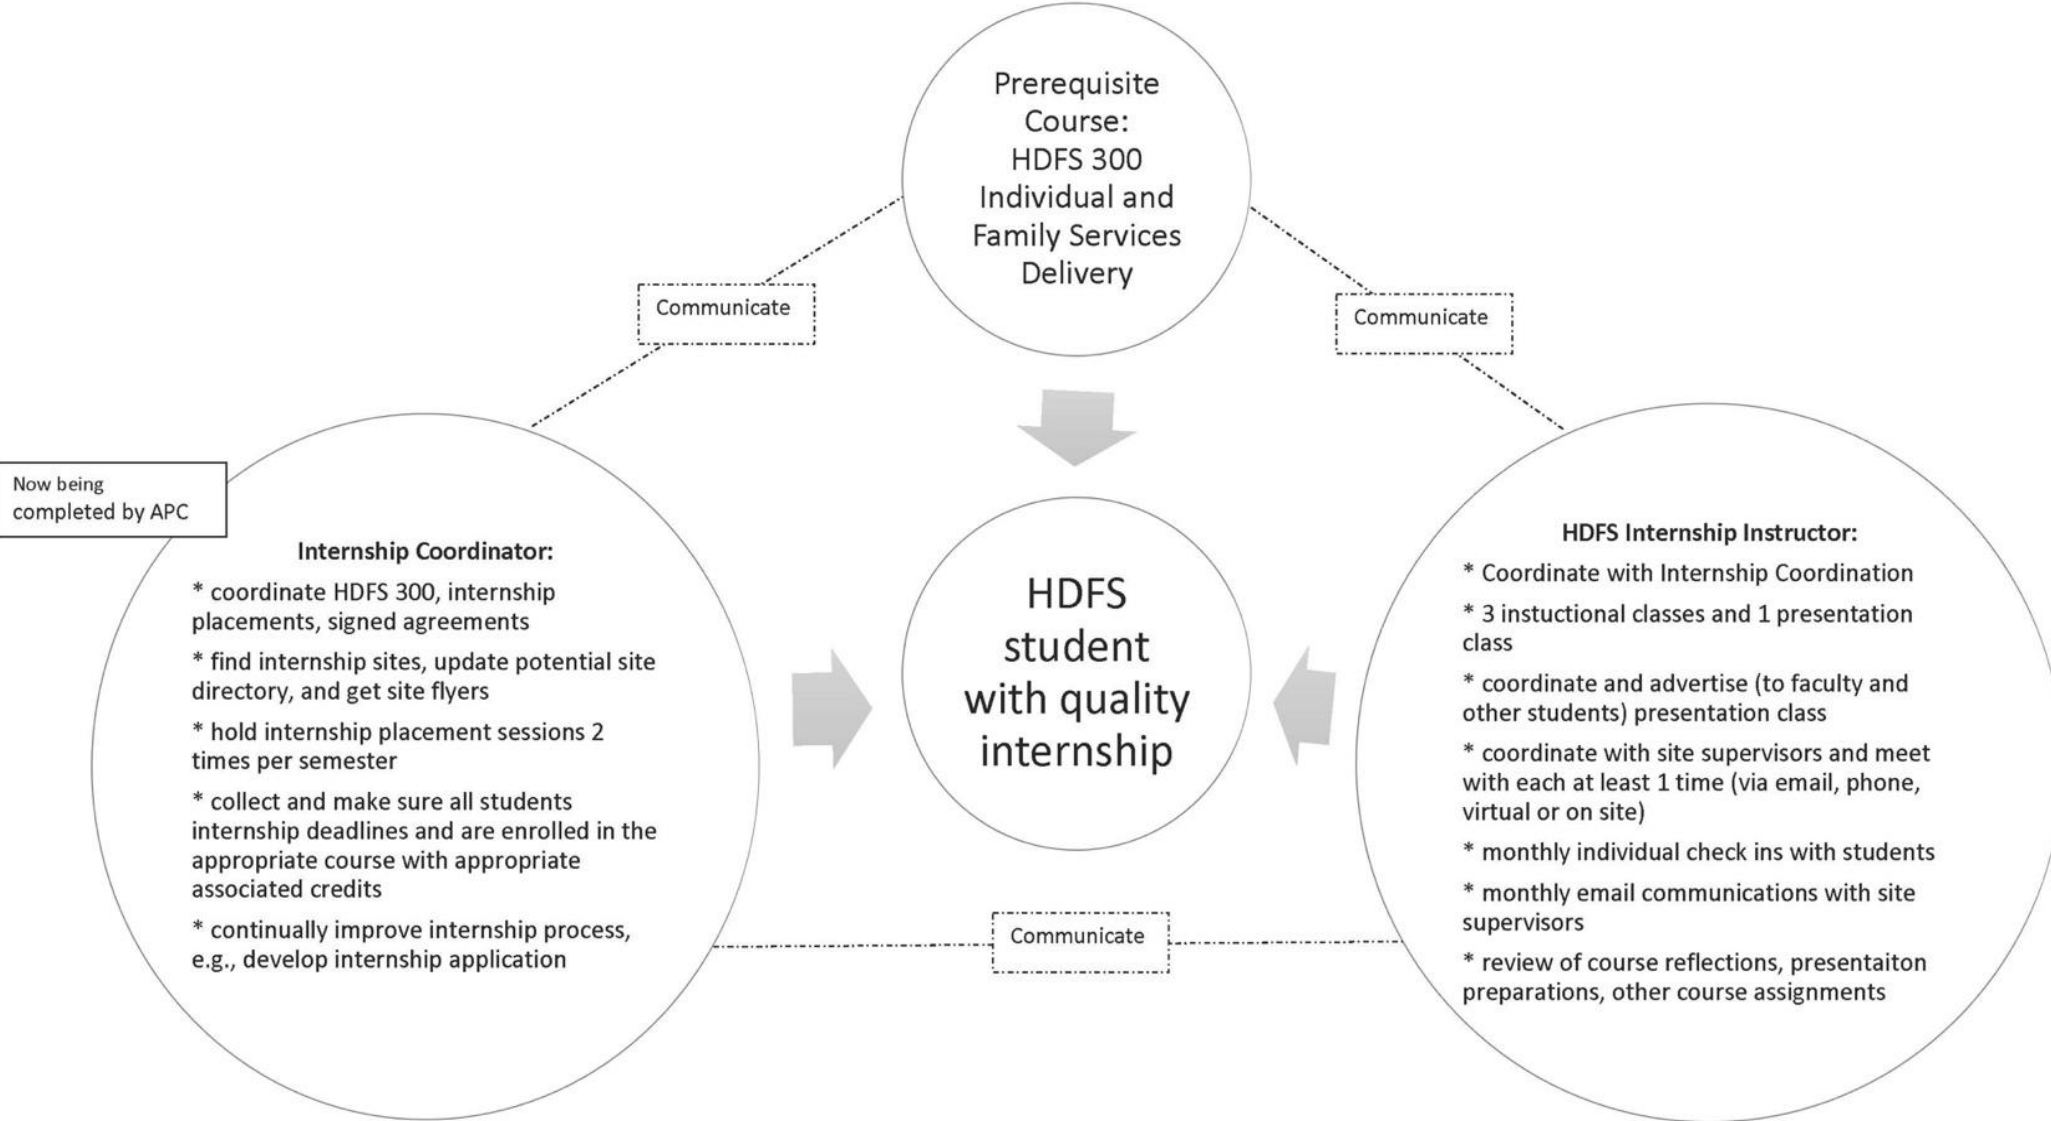 Prerequisite
Course:
HDFS 300
Individual and
Family Services
Delivery
Communicate
Communicate
Now being
completed by APC
Internship Coordinator:
* coordinate HDFS 300, internship
placements, signed agreements
* find internship sites, update potential site
directory, and get site flyers
* hold internship placement sessions 2
times per semester
* collect and make sure all students
internship deadlines and are enrolled in the
appropriate course with appropriate
associated credits
* continually improve internship process,
e.g., develop internship application
HDFS
student
with quality
internship
HDFS Internship Instructor:
* Coordinate with Internship Coordination
* 3 instuctional classes and 1 presentation
class
* coordinate and advertise (to faculty and
other students) presentation class
* coordinate with site supervisors and meet
with each at least 1 time (via email, phone,
virtual or on site)
* monthly individual check ins with students
* monthly email communications with site
supervisors
* review of course reflections, presentaiton
preparations, other course assignments
Communicate